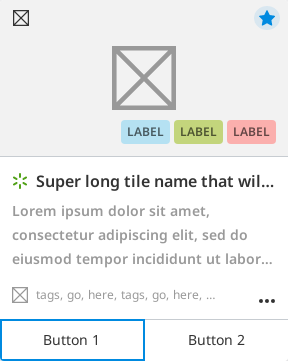 LABEL LABEL LABEL
Super long tile name that wil...
Lorem ipsum dolor sit amet,
consectetur adipiscing elit, sed do
eiusmod tempor incididunt ut labor...
tags, go, here, tags, go, here, ...
Button 1 Button 2